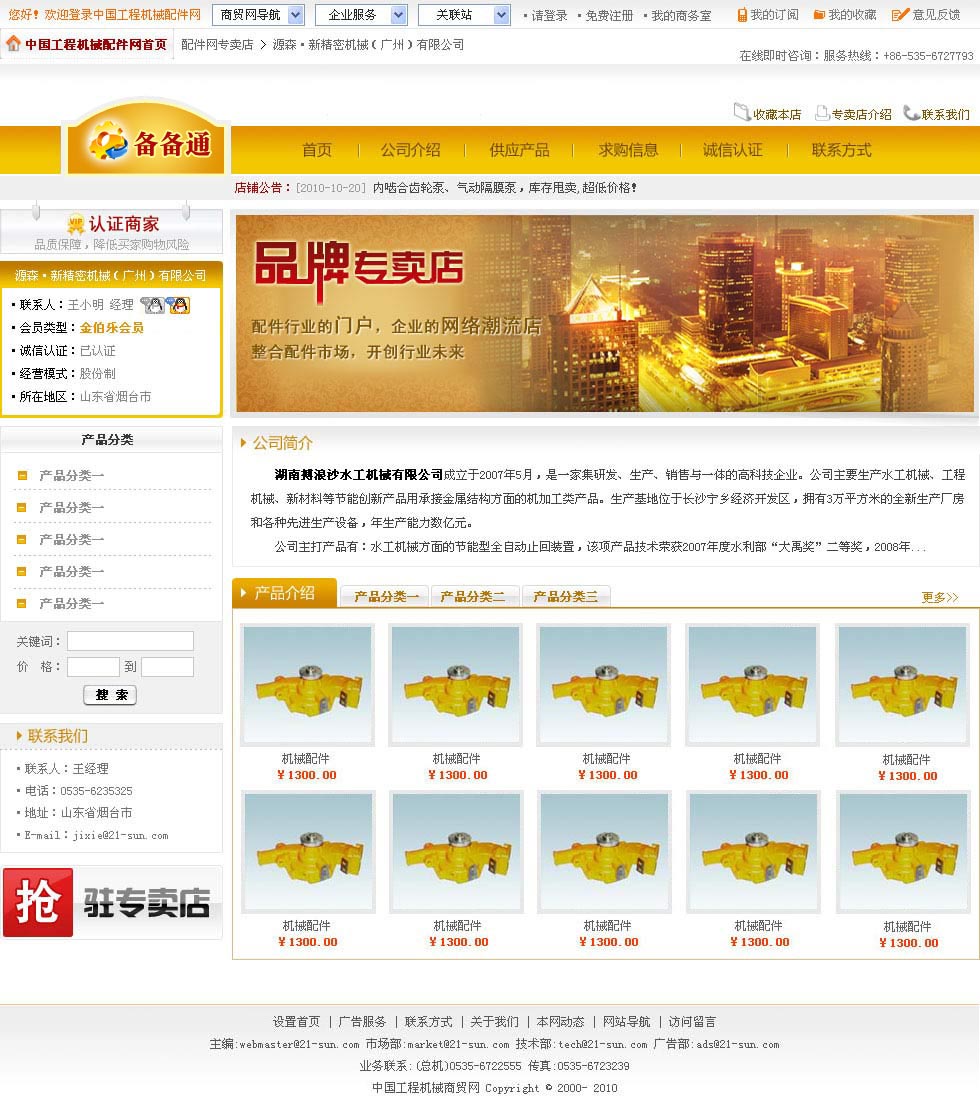 您好！欢迎登录中国工程机械配件网 商贸网导航 企业服务 关联站 ·请登录 ·免费注册 ·我的商务室 我的订阅 我的收藏 意见反馈
中国工程机械配件网首页 配件网专卖店 > 源森·新精密机械（广州）有限公司
在线即时咨询：服务热线：+86-535-6727793
收藏本店 专卖店介绍 联系我们
备备通
首页 | 公司介绍 | 供应产品 | 求购信息 | 诚信认证 | 联系方式
店铺公告：[2010-10-20] 内啮合齿轮泵、气动隔膜泵，库存甩卖,超低价格！
VIP 认证商家
品质保障，降低买家购物风险
源森·新精密机械（广州）有限公司
·联系人：王小明 经理
·会员类型：金伯乐会员
·诚信认证：已认证
·经营模式：股份制
·所在地区：山东省烟台市
品牌专卖店
配件行业的门户，企业的网络潮流店
整合配件市场，开创行业未来
产品分类
产品分类一
产品分类一
产品分类一
产品分类一
产品分类一
关键词：
价 格： 到
搜 索
公司简介
湖南搏浪沙水工机械有限公司成立于2007年5月，是一家集研发、生产、销售与一体的高科技企业。公司主要生产水工机械、工程
机械、新材料等节能创新产品用承接金属结构方面的机加工类产品。生产基地位于长沙宁乡经济开发区，拥有3万平方米的全新生产厂房
和各种先进生产设备，年生产能力数亿元。
公司主打产品有：水工机械方面的节能型全自动止回装置，该项产品技术荣获2007年度水利部“大禹奖”二等奖，2008年...
产品介绍 产品分类一 产品分类二 产品分类三 更多>>
机械配件 机械配件 机械配件 机械配件 机械配件
￥1300.00 ￥1300.00 ￥1300.00 ￥1300.00 ￥1300.00
机械配件 机械配件 机械配件 机械配件 机械配件
￥1300.00 ￥1300.00 ￥1300.00 ￥1300.00 ￥1300.00
联系我们
·联系人：王经理
·电话：0535-6235325
·地址：山东省烟台市
·E-mail：jixie@21-sun.com
抢 驻专卖店
设置首页 | 广告服务 | 联系方式 | 关于我们 | 本网动态 | 网站导航 | 访问留言
主编:webmaster@21-sun.com 市场部:market@21-sun.com 技术部:tech@21-sun.com 广告部:ads@21-sun.com
业务联系:(总机)0535-6722555 传真:0535-6723239
中国工程机械商贸网 Copyright © 2000- 2010